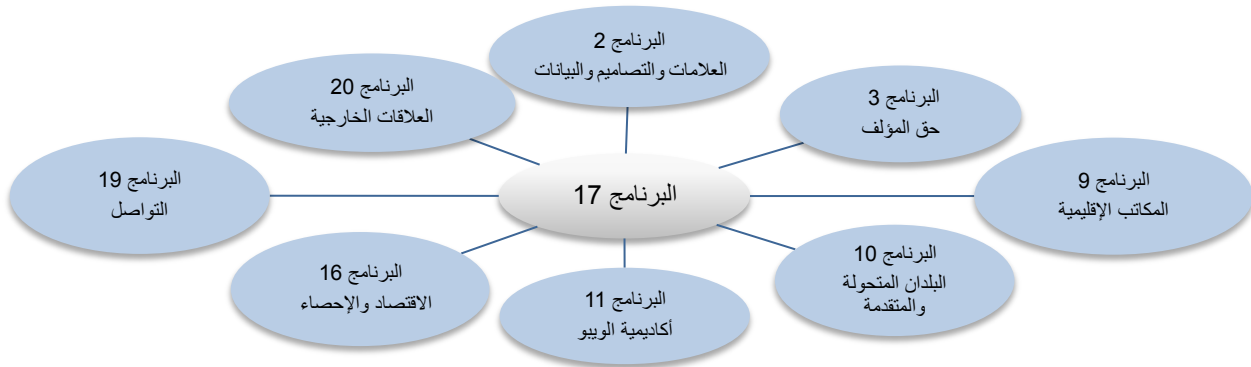 البرنامج 2
العلامات والتصاميم والبيانات
البرنامج 3
حق المؤلف
البرنامج 20
العلاقات الخارجية
البرنامج 9
المكاتب الإقليمية
البرنامج 17
البرنامج 19
التواصل
البرنامج 10
البلدان المتحولة
والمتقدمة
البرنامج 11
أكاديمية الويبو
البرنامج 16
الاقتصاد والإحصاء